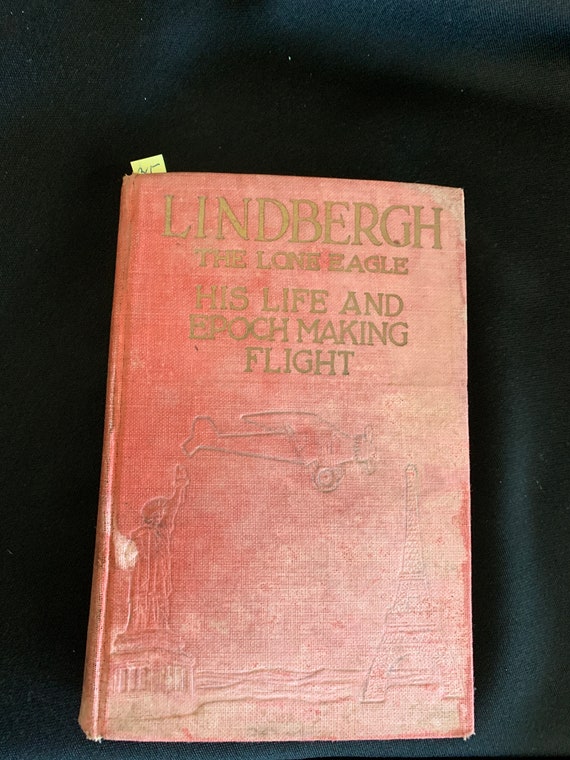 LINDBERGH
THE LONE EAGLE
HIS LIFE AND
EPOCH MAKING
FLIGHT